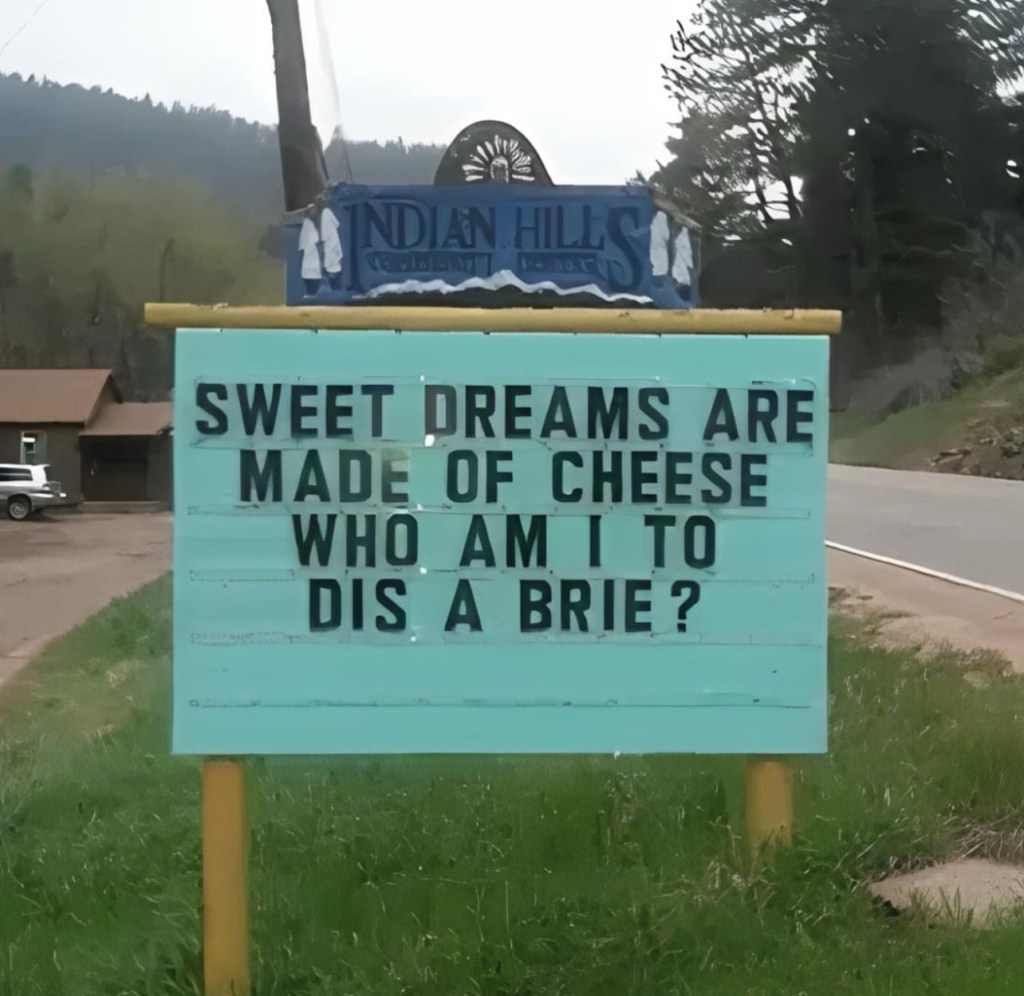 INDIAN HILLS
SWEET DREAMS ARE
MADE OF CHEESE
WHO AM I TO
DIS A BRIE?